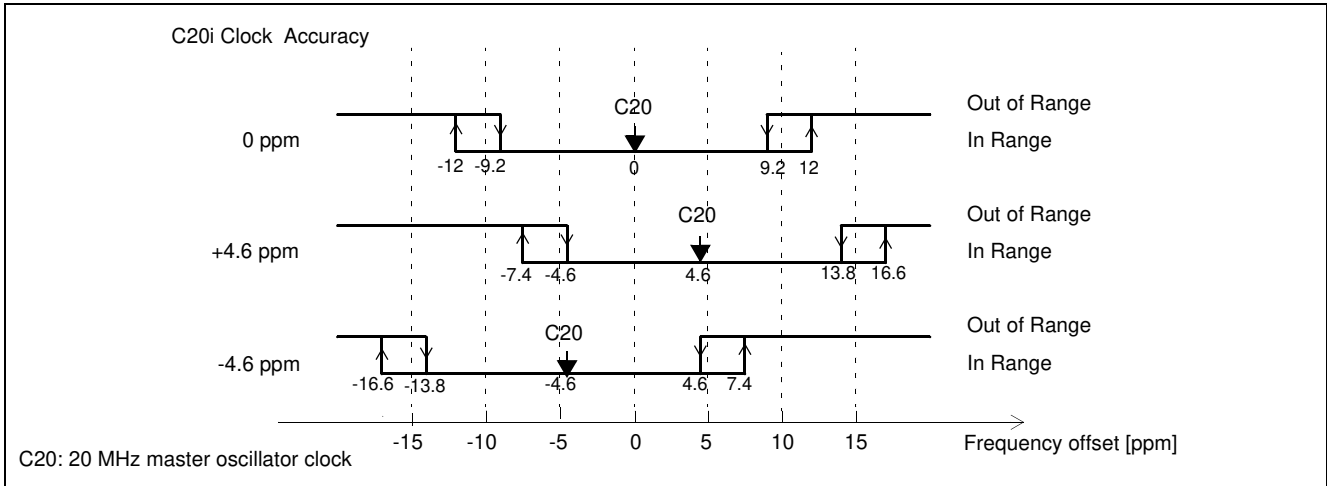 C20i Clock Accuracy
C20
Out of Range
0 ppm
In Range
-12 -9.2 0 9.2 12
C20
Out of Range
+4.6 ppm
In Range
-7.4 -4.6 4.6 13.8 16.6
C20
Out of Range
-4.6 ppm
In Range
-16.6 -13.8 -4.6 4.6 7.4
-15 -10 -5 0 5 10 15 Frequency offset [ppm]
C20: 20 MHz master oscillator clock